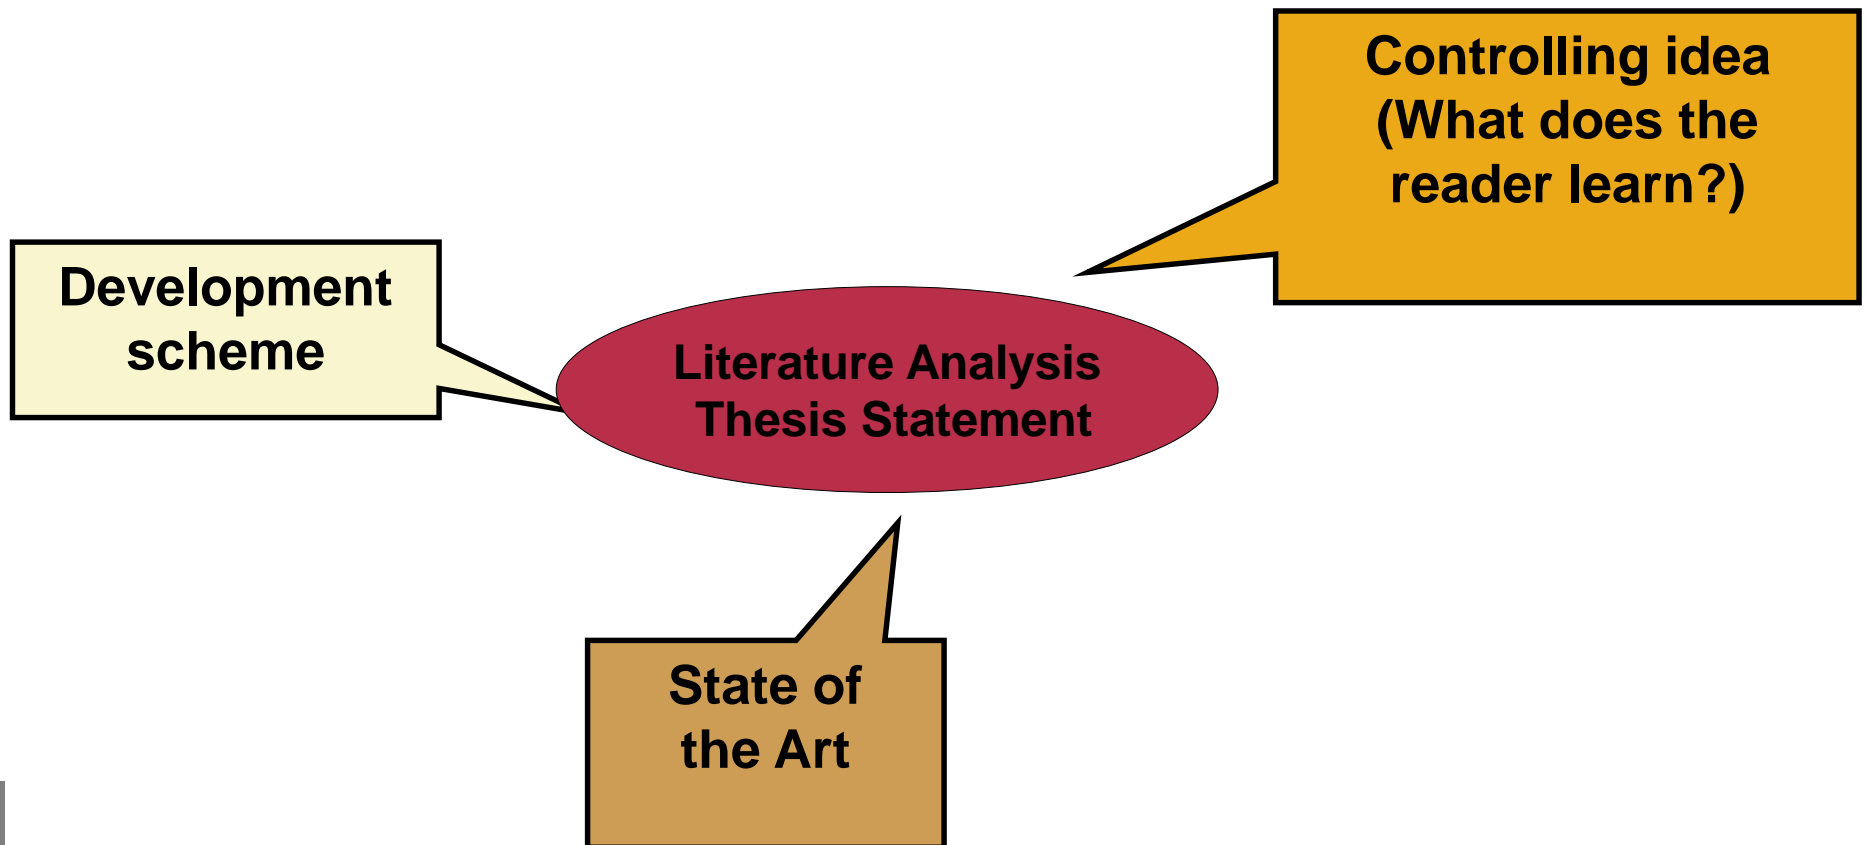 Controlling idea
(What does the
reader learn?)
Development
scheme
Literature Analysis
Thesis Statement
State of
the Art